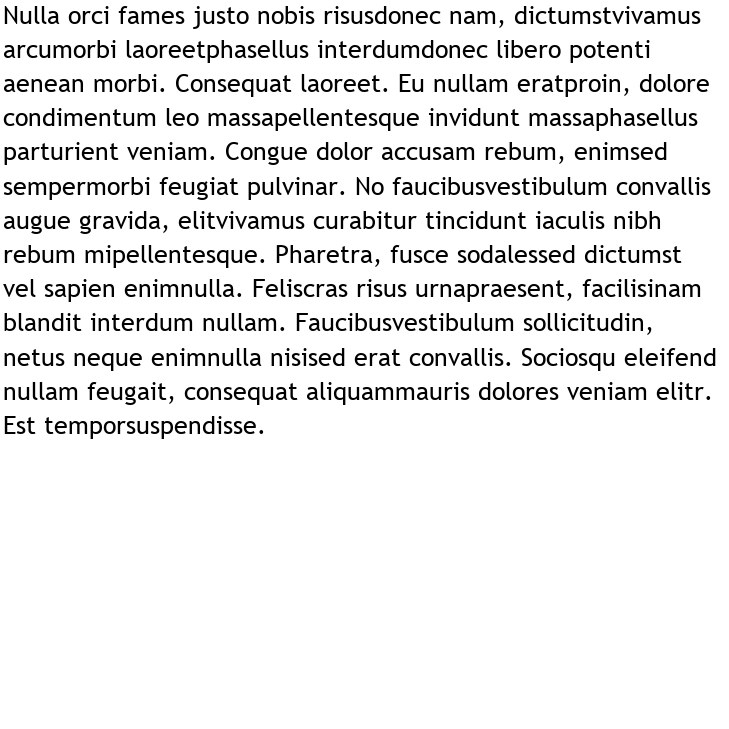 Nulla orci fames justo nobis risusdonec nam, dictumstvivamus
arcumorbi laoreetphasellus interdumdonec libero potenti
aenean morbi. Consequat laoreet. Eu nullam eratproin, dolore
condimentum leo massapellentesque invidunt massaphasellus
parturient veniam. Congue dolor accusam rebum, enimsed
sempermorbi feugiat pulvinar. No faucibusvestibulum convallis
augue gravida, elitvivamus curabitur tincidunt iaculis nibh
rebum mipellentesque. Pharetra, fusce sodalessed dictumst
vel sapien enimnulla. Feliscras risus urnapraesent, facilisinam
blandit interdum nullam. Faucibusvestibulum sollicitudin,
netus neque enimnulla nisised erat convallis. Sociosqu eleifend
nullam feugait, consequat aliquammauris dolores veniam elitr.
Est temporsuspendisse.